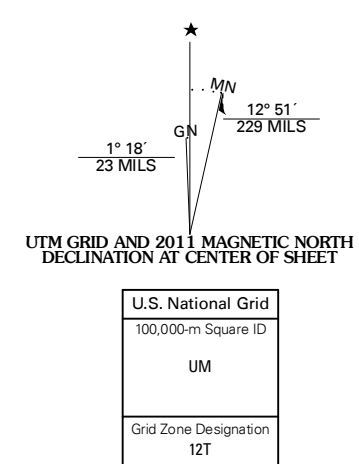 MN
12° 51´
229 MILS
GN
1° 18´
23 MILS
UTM GRID AND 2011 MAGNETIC NORTH
DECLINATION AT CENTER OF SHEET
U.S. National Grid
100,000-m Square ID
UM
Grid Zone Designation
12T